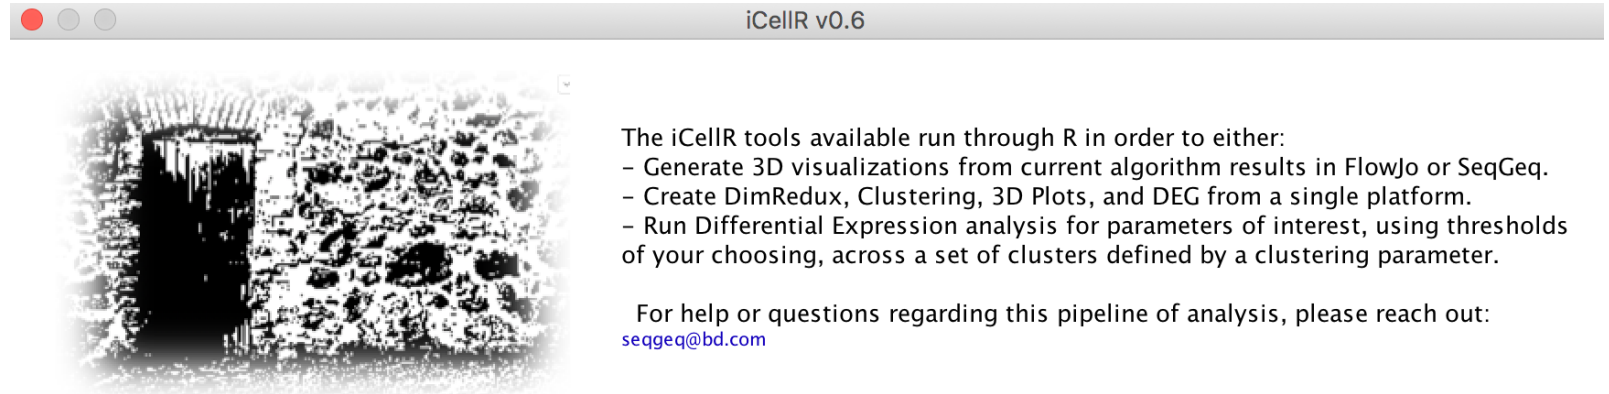 iCellR v0.6
The iCellR tools available run through R in order to either:
– Generate 3D visualizations from current algorithm results in FlowJo or SeqGeq.
– Create DimRedux, Clustering, 3D Plots, and DEG from a single platform.
– Run Differential Expression analysis for parameters of interest, using thresholds
of your choosing, across a set of clusters defined by a clustering parameter.
For help or questions regarding this pipeline of analysis, please reach out:
seqgeq@bd.com